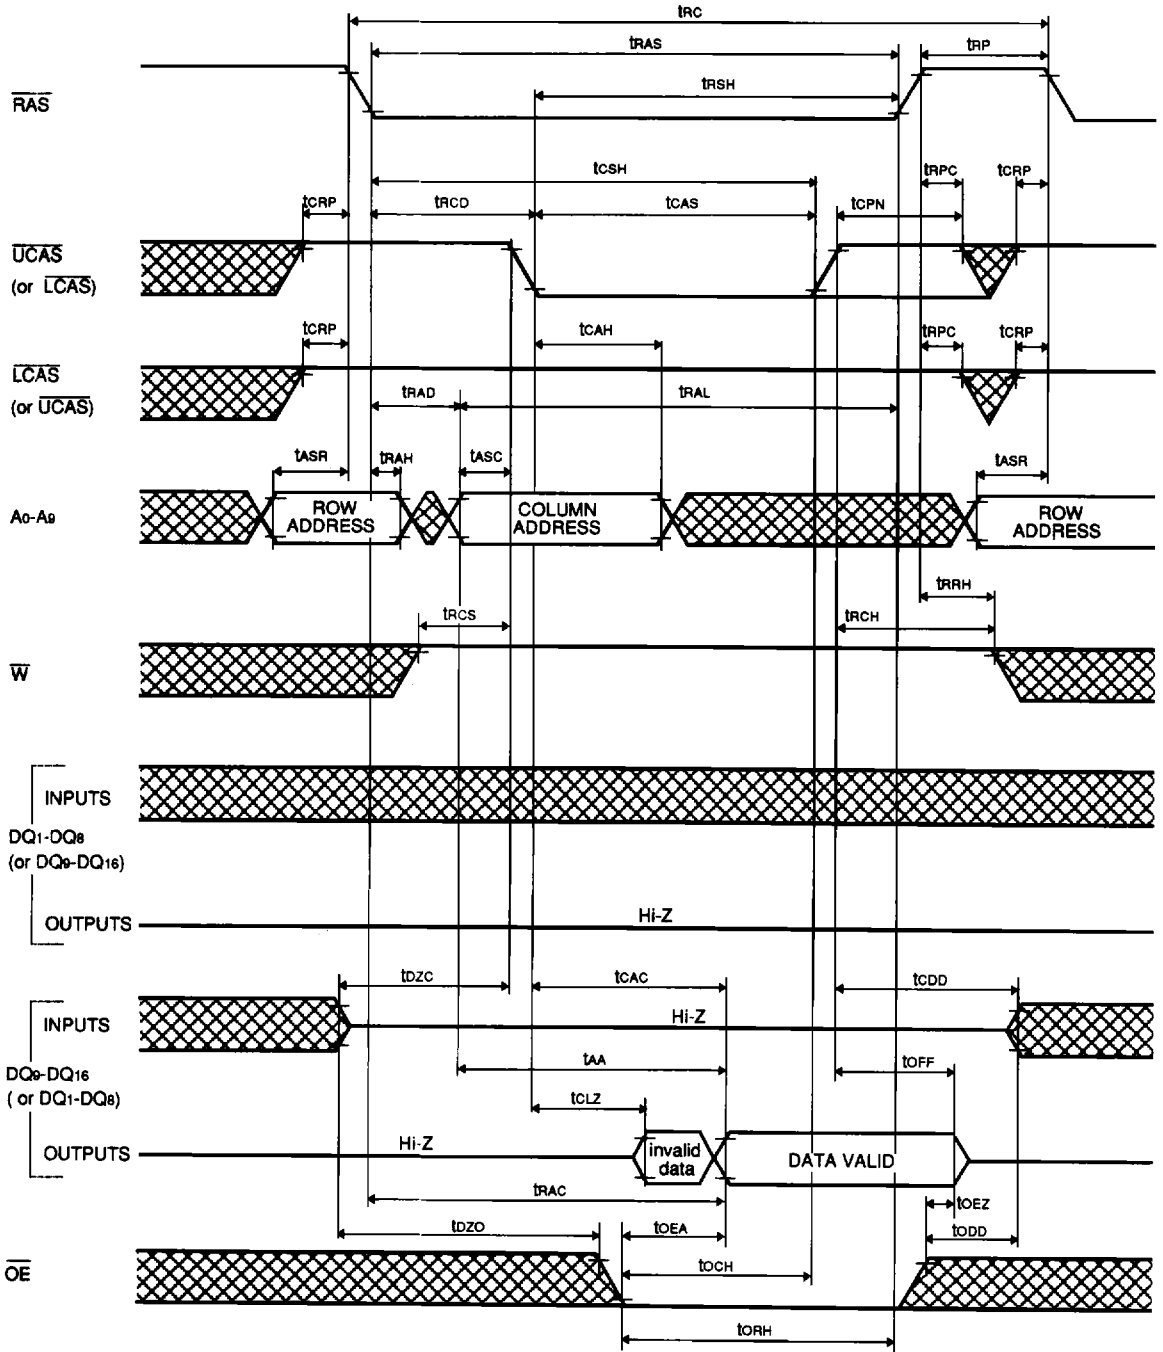 tRC
tRAS
tRP
RAS
tRSH
tCSH
tRPC
tCRP
tCRP
tRCD
tCAS
tCPN
UCAS
(or LCAS)
tCRP
tCAH
tRPC
tCRP
LCAS
(or UCAS)
tRAD
tRAL
tASR
tRAH
tASC
tASR
A0-A9
ROW
ADDRESS
COLUMN
ADDRESS
ROW
ADDRESS
tRRH
tRCS
tRCH
W
INPUTS
DQ1-DQ8
(or DQ9-DQ16)
OUTPUTS
Hi-Z
tDZC
tCAC
tCDD
INPUTS
Hi-Z
DQ9-DQ16
( or DQ1-DQ8)
tAA
tOFF
tCLZ
OUTPUTS
Hi-Z
invalid
data
DATA VALID
tRAC
tOEZ
tDZO
tOEA
tODD
OE
tOCH
tORH